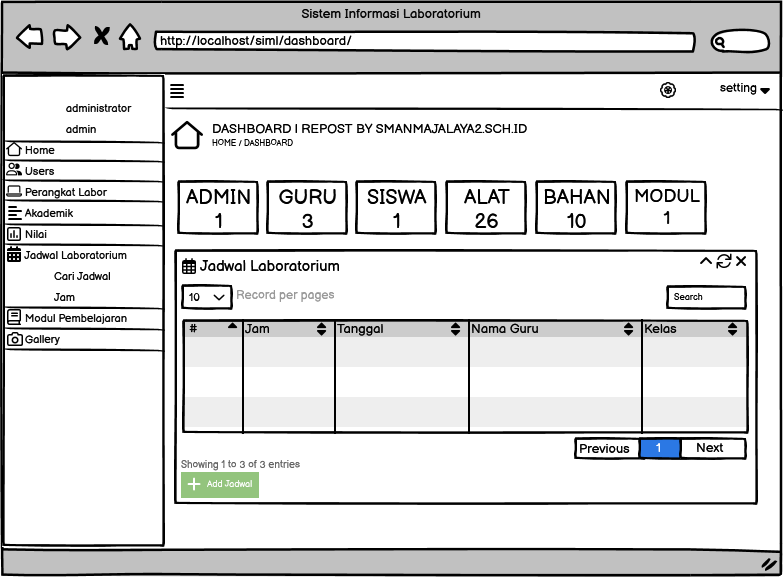 Sistem Informasi Laboratorium
http://localhost/siml/dashboard/
setting
administrator
admin
Home
Users
Perangkat Labor
Akademik
Nilai
Jadwal Laboratorium
Cari Jadwal
Jam
Modul Pembelajaran
Gallery
DASHBOARD | REPOST BY SMANMAJALAYA2.SCH.ID
HOME / DASHBOARD
ADMIN
1
GURU
3
SISWA
1
ALAT
26
BAHAN
10
MODUL
1
Jadwal Laboratorium
10 Record per pages
Search
# Jam Tanggal Nama Guru Kelas
Previous 1 Next
Showing 1 to 3 of 3 entries
Add Jadwal